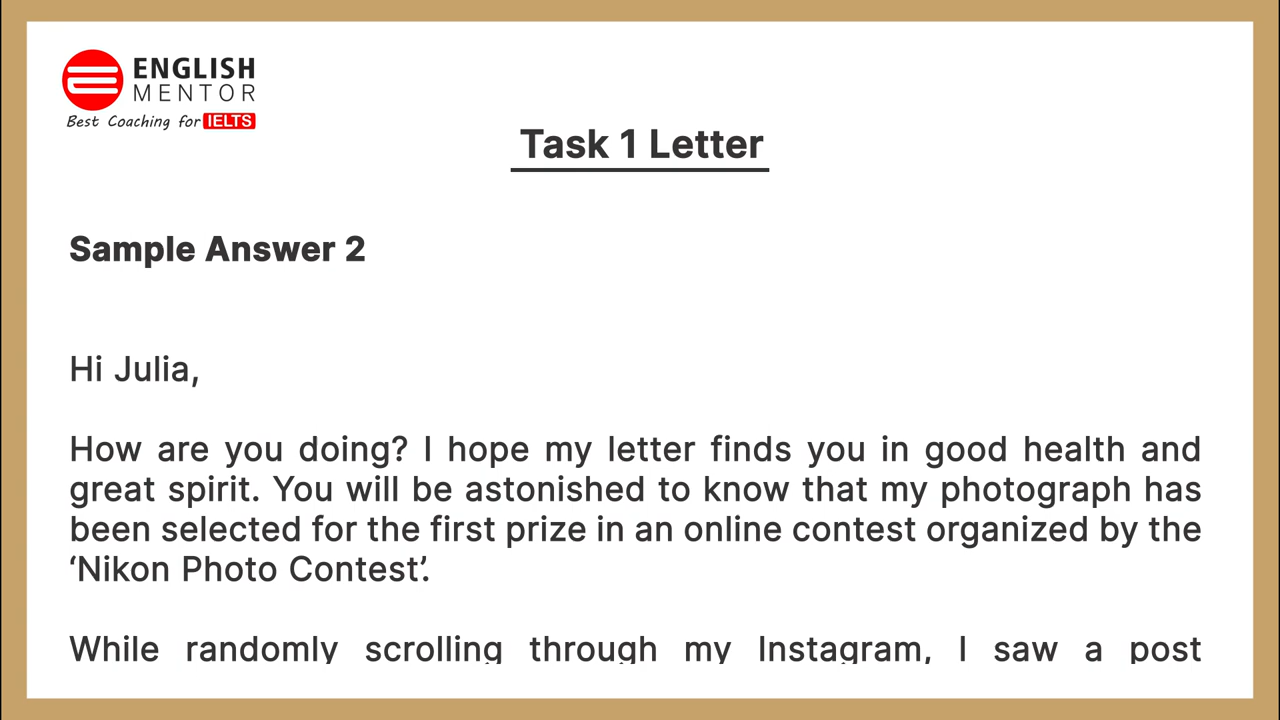 ENGLISH
MENTOR
Best Coaching for IELTS
Task 1 Letter
Sample Answer 2
Hi Julia,
How are you doing? I hope my letter finds you in good health and
great spirit. You will be astonished to know that my photograph has
been selected for the first prize in an online contest organized by the
‘Nikon Photo Contest’.
While randomly scrolling through my Instagram, I saw a post